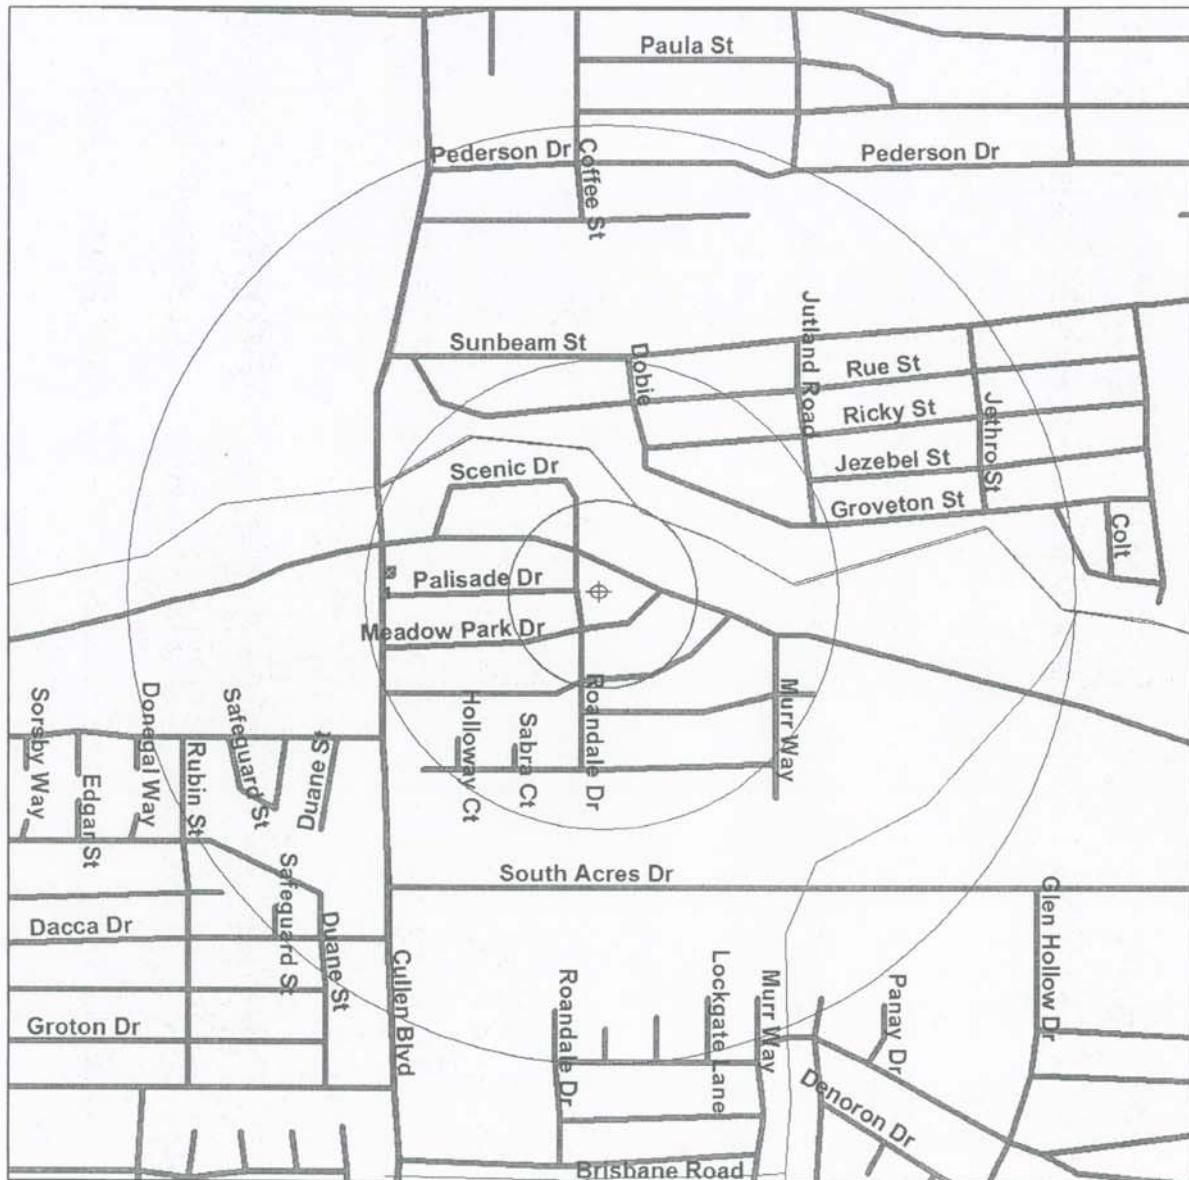 Paula St
Pederson Dr
Coffee St
Pederson Dr
Sunbeam St
Dobie
Jutland Road
Rue St
Ricky St
Jethro St
Scenic Dr
Jezebel St
Groveton St
Colt
Palisade Dr
Meadow Park Dr
Sorsby Way
Edgar St
Donegal Way
Rubin St
Safeguard St
Duane St
Holloway Ct
Sabra Ct
Roandale Dr
Murr Way
South Acres Dr
Safeguard St
Dacca Dr
Duane St
Cullen Blvd
Glen Hollow Dr
Roandale Dr
Lockgate Lane
Murr Way
Panay Dr
Groton Dr
Denoron Dr
Brisbane Road